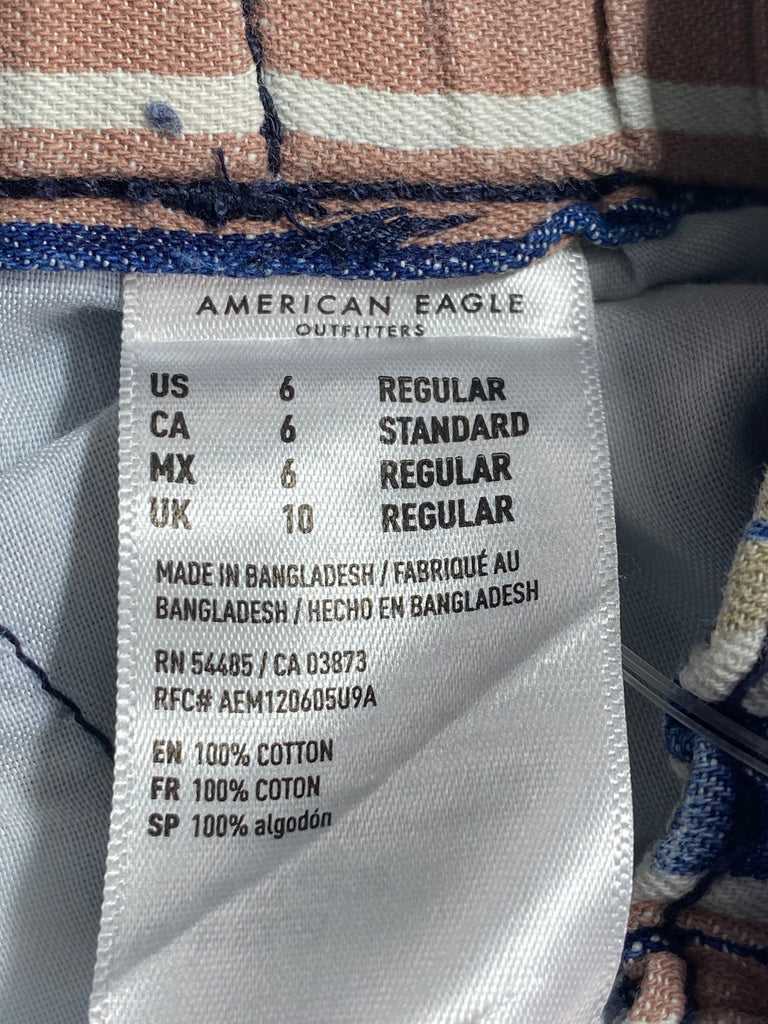 AMERICAN EAGLE
OUTFITTERS
US 6 REGULAR
CA 6 STANDARD
MX 6 REGULAR
UK 10 REGULAR
MADE IN BANGLADESH / FABRIQUÉ AU
BANGLADESH / HECHO EN BANGLADESH
RN 54485 / CA 03873
RFC# AEM120605U9A
EN 100% COTTON
FR 100% COTON
SP 100% algodón